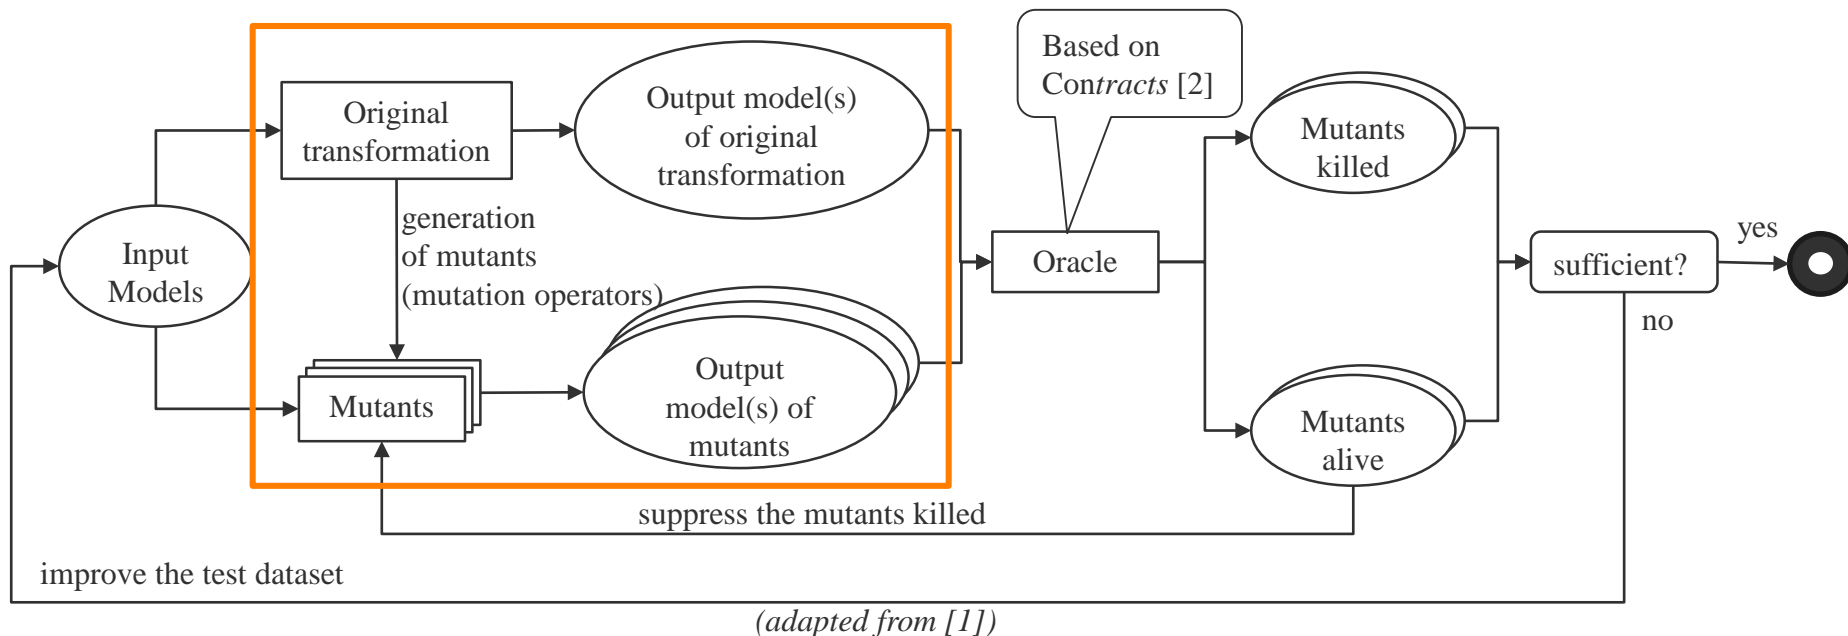 Based on
Contracts [2]
Original
transformation
Output model(s)
of original
transformation
Mutants
killed
generation
of mutants
(mutation operators)
Input
Models
Oracle
yes
sufficient?
no
Mutants
Output
model(s) of
mutants
Mutants
alive
suppress the mutants killed
improve the test dataset
(adapted from [1])